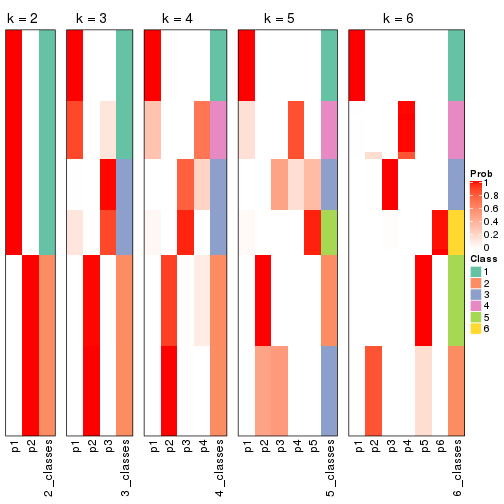 k = 2
k = 3
k = 4
k = 5
k = 6
p1
p2
2_classes
p1
p2
p3
3_classes
p1
p2
p3
p4
4_classes
p1
p2
p3
p4
p5
5_classes
p1
p2
p3
p4
p5
p6
6_classes
Prob
1
0.8
0.6
0.4
0.2
0
Class
1
2
3
4
5
6